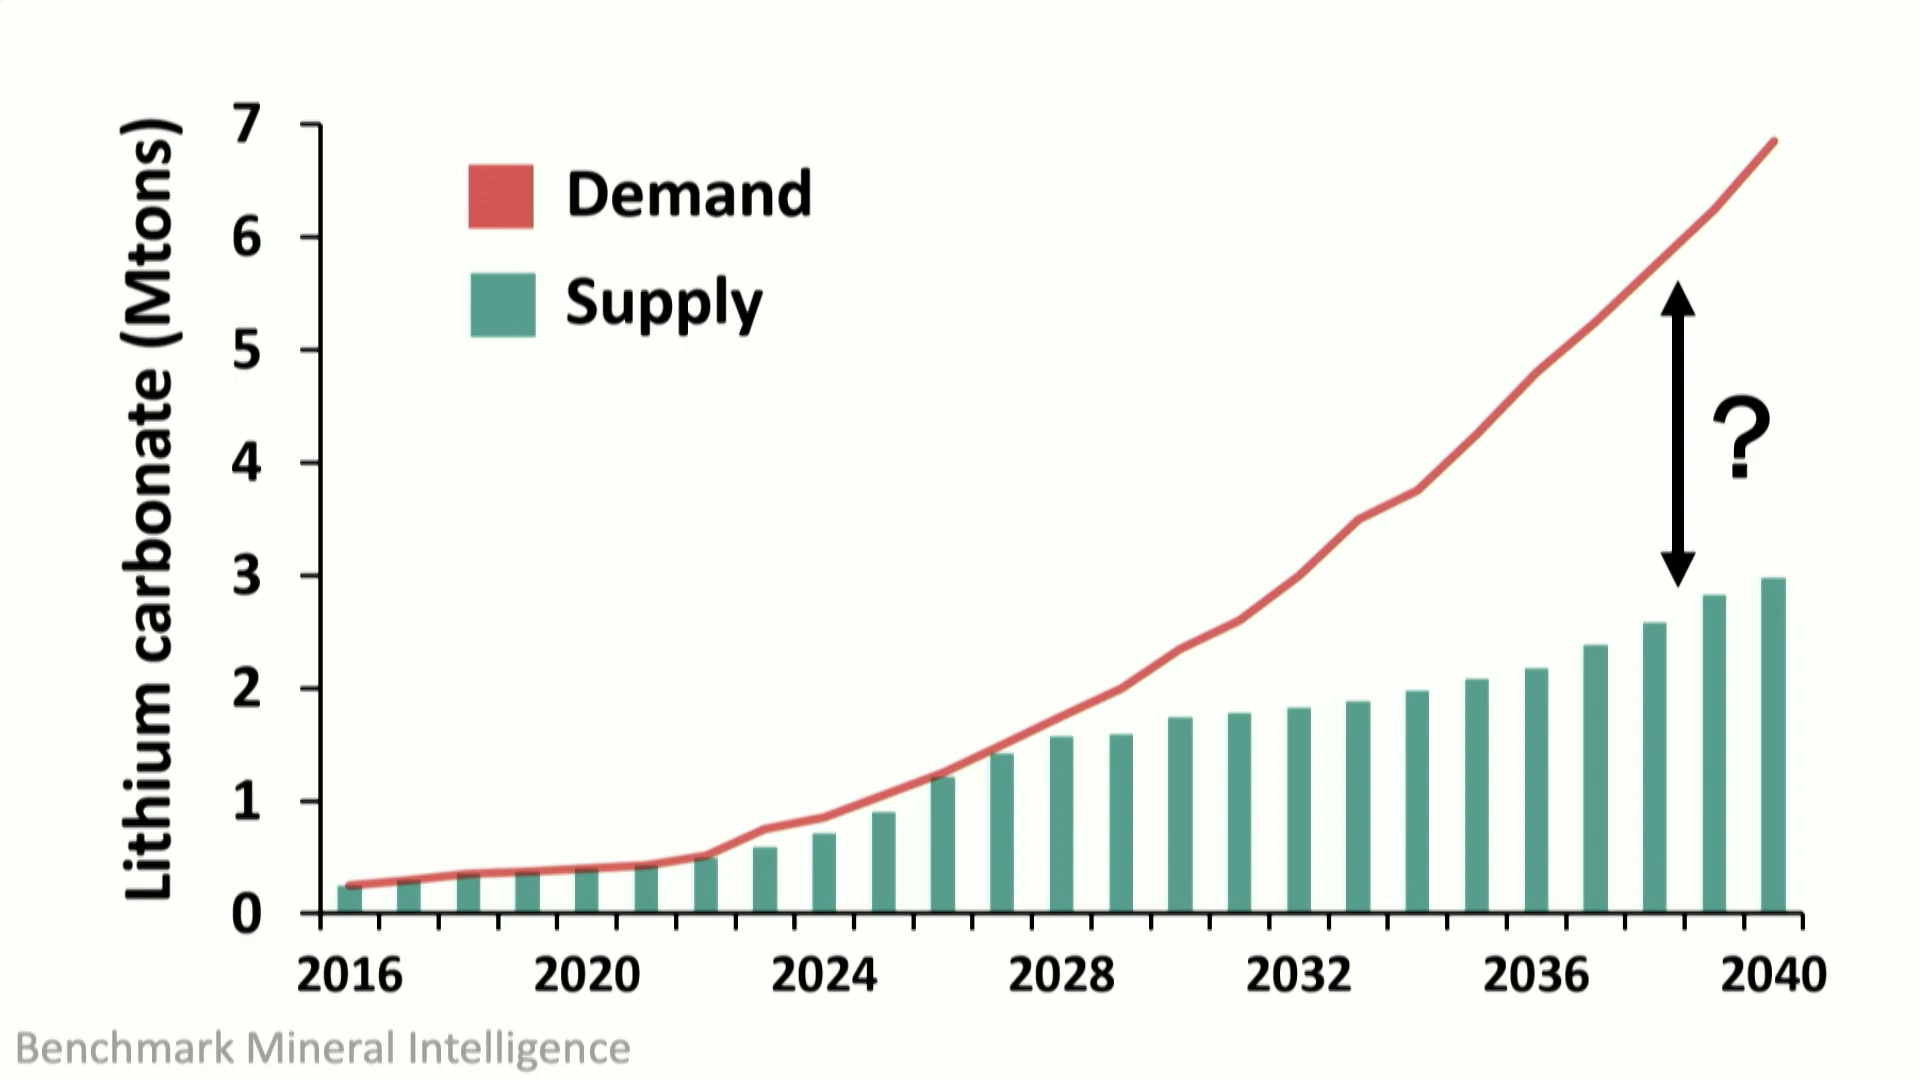 Lithium carbonate (Mtons)
7
6
5
4
3
2
1
0
Demand
Supply
?
2016 2020 2024 2028 2032 2036 2040
Benchmark Mineral Intelligence